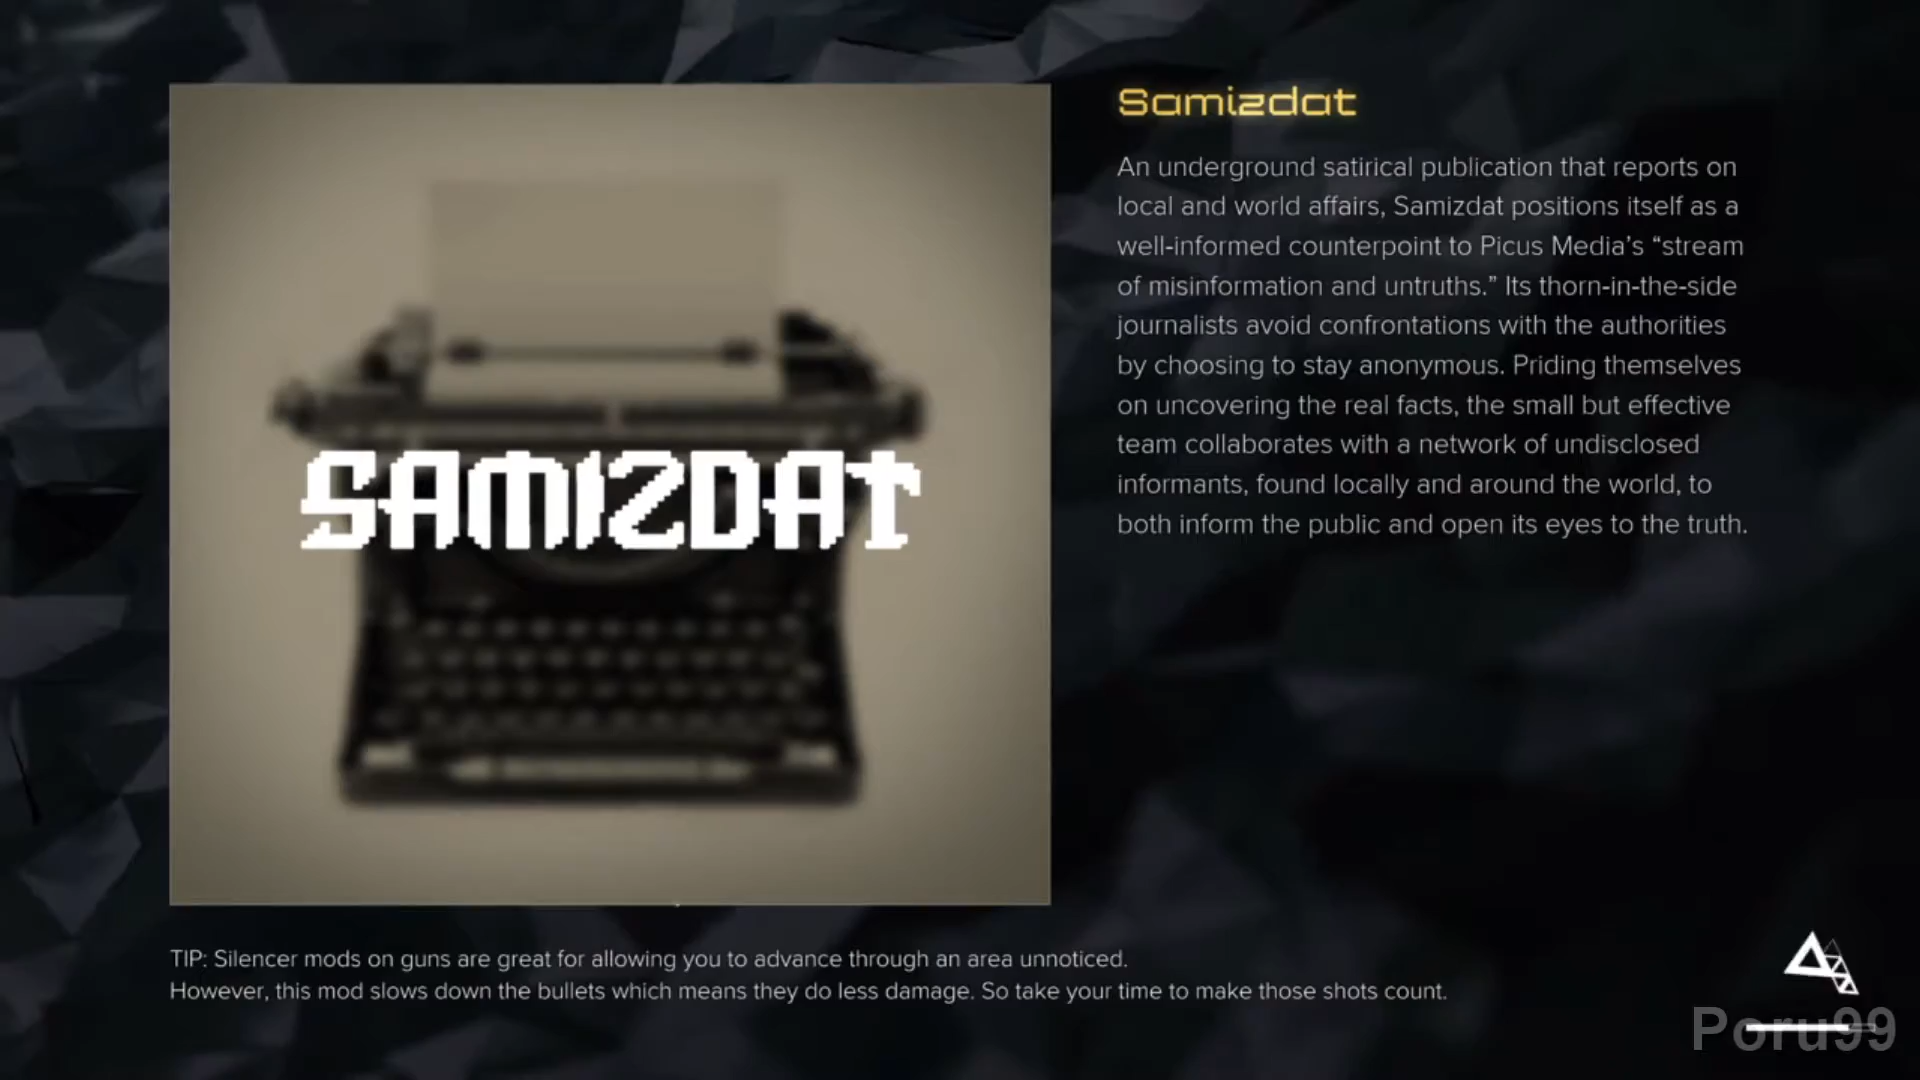 SAMIZDAT
Samizdat
An underground satirical publication that reports on
local and world affairs, Samizdat positions itself as a
well-informed counterpoint to Picus Media’s “stream
of misinformation and untruths.” Its thorn-in-the-side
journalists avoid confrontations with the authorities
by choosing to stay anonymous. Priding themselves
on uncovering the real facts, the small but effective
team collaborates with a network of undisclosed
informants, found locally and around the world, to
both inform the public and open its eyes to the truth.
TIP: Silencer mods on guns are great for allowing you to advance through an area unnoticed.
However, this mod slows down the bullets which means they do less damage. So take your time to make those shots count.
Poru99